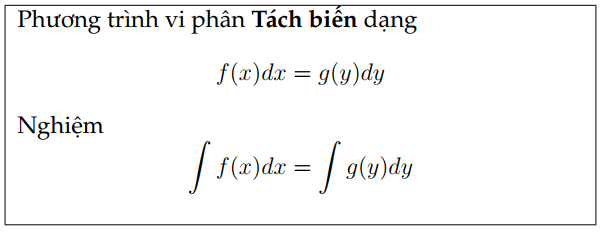 Phương trình vi phân Tách biến dạng
f(x)dx = g(y)dy
Nghiệm
∫ f(x)dx = ∫ g(y)dy